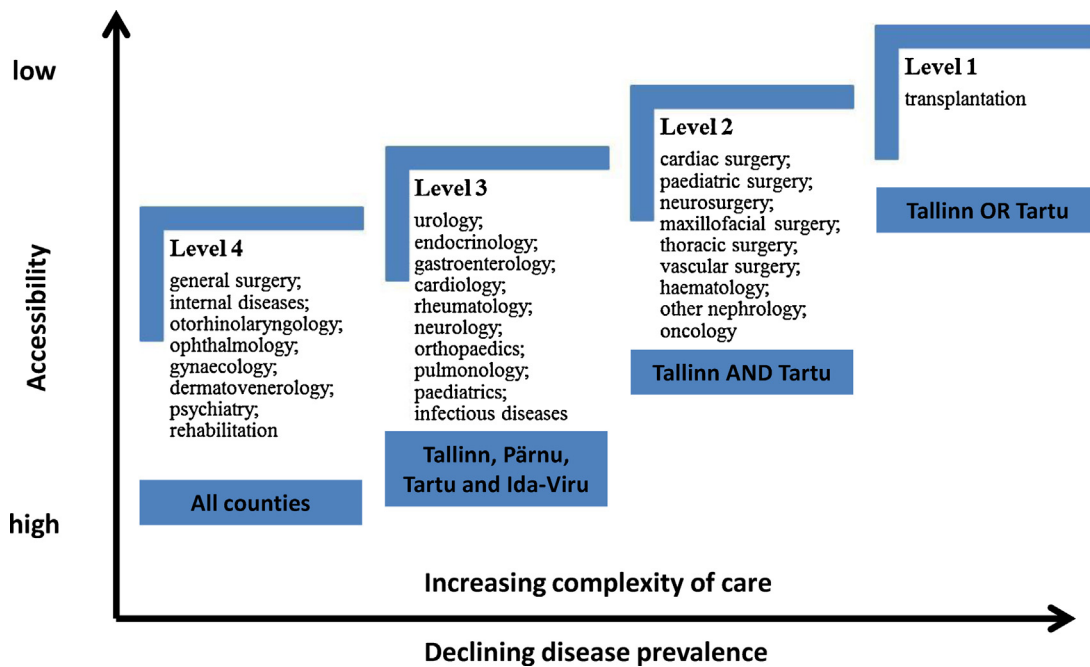 low
Accessibility
high
Level 4
general surgery;
internal diseases;
otorhinolaryngology;
ophthalmology;
gynaecology;
dermatovenerology;
psychiatry;
rehabilitation
All counties
Level 3
urology;
endocrinology;
gastroenterology;
cardiology;
rheumatology;
neurology;
orthopaedics;
pulmonology;
paediatrics;
infectious diseases
Tallinn, Pärnu,
Tartu and Ida-Viru
Level 2
cardiac surgery;
paediatric surgery;
neurosurgery;
maxillofacial surgery;
thoracic surgery;
vascular surgery;
haematology;
other nephrology;
oncology
Tallinn AND Tartu
Level 1
transplantation
Tallinn OR Tartu
Increasing complexity of care
Declining disease prevalence